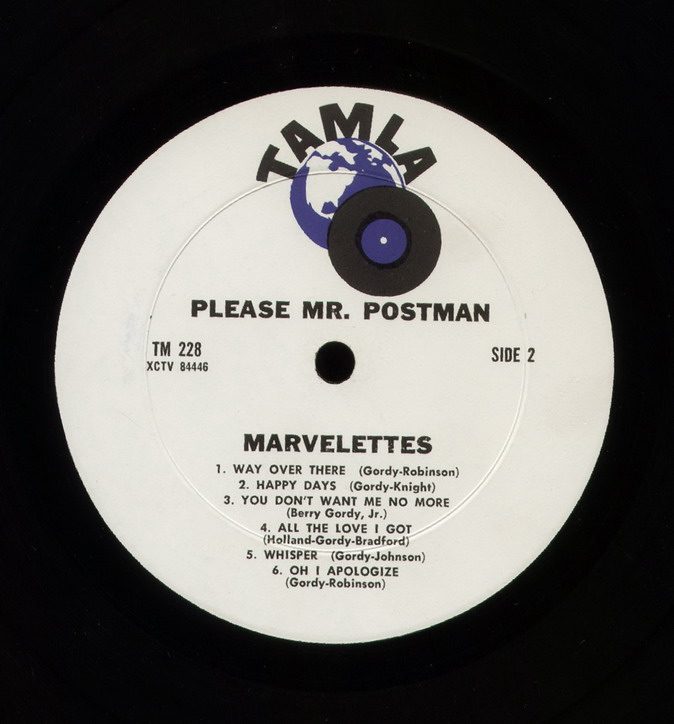 TAMLA
PLEASE MR. POSTMAN
TM 228
SIDE 2
XCTV 84446
MARVELETTES
1. WAY OVER THERE (Gordy-Robinson)
2. HAPPY DAYS (Gordy-Knight)
3. YOU DON'T WANT ME NO MORE
(Berry Gordy, Jr.)
4. ALL THE LOVE I GOT
(Holland-Gordy-Bradford)
5. WHISPER (Gordy-Johnson)
6. OH I APOLOGIZE
(Gordy-Robinson)